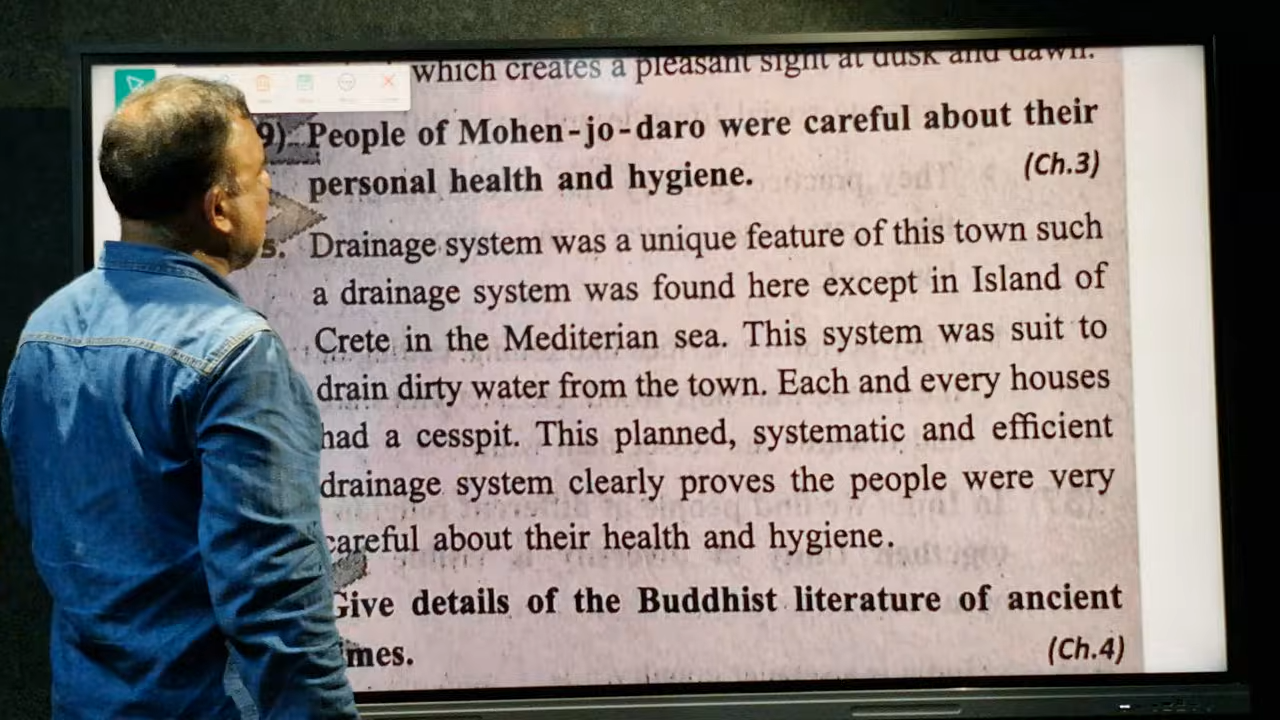 which creates a pleasant sight at dusk and dawn.
9). People of Mohen-jo-daro were careful about their
personal health and hygiene. (Ch.3)
s. Drainage system was a unique feature of this town such
a drainage system was found here except in Island of
Crete in the Mediterian sea. This system was suit to
drain dirty water from the town. Each and every houses
had a cesspit. This planned, systematic and efficient
drainage system clearly proves the people were very
careful about their health and hygiene.
Give details of the Buddhist literature of ancient
imes. (Ch.4)